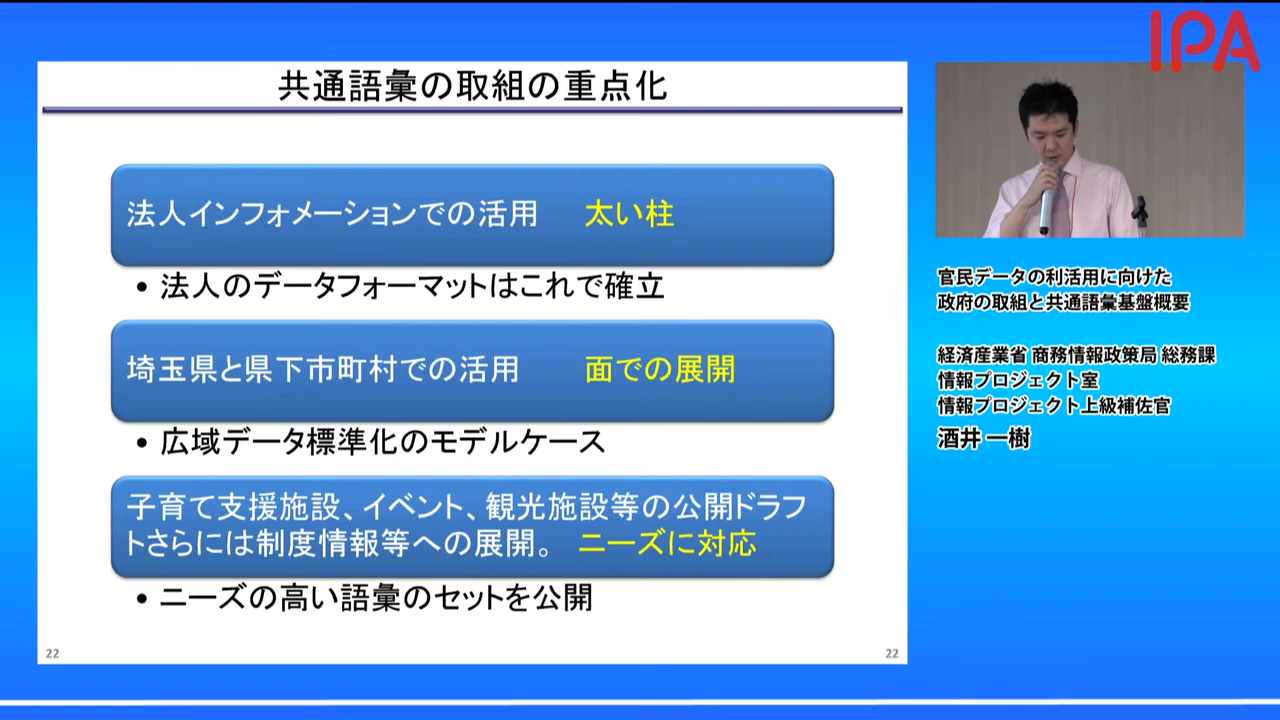 IPA
共通語彙の取組の重点化
法人インフォメーションでの活用 太い柱
• 法人のデータフォーマットはこれで確立
埼玉県と県下市町村での活用 面での展開
• 広域データ標準化のモデルケース
子育て支援施設、イベント、観光施設等の公開ドラフ
トさらには制度情報等への展開。 ニーズに対応
• ニーズの高い語彙のセットを公開
22
22
官民データの利活用に向けた
政府の取組と共通語彙基盤概要
経済産業省 商務情報政策局 総務課
情報プロジェクト室
情報プロジェクト上級補佐官
酒井 一樹